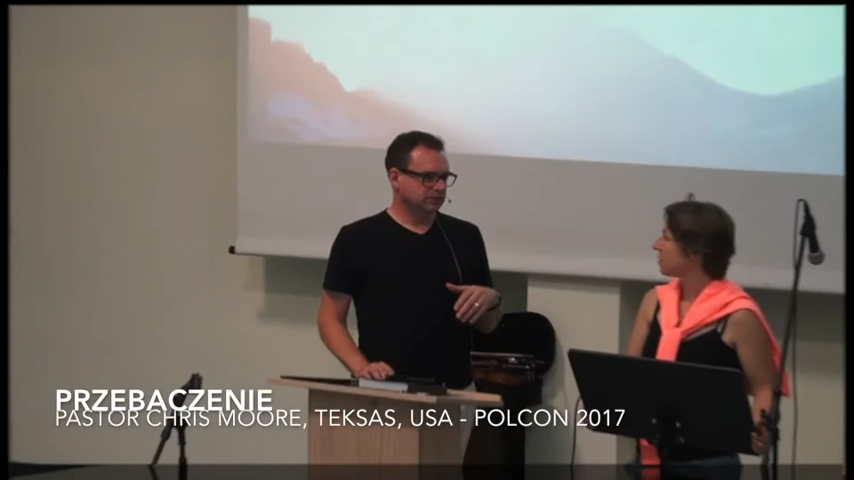 PRZEBACZENIE
PASTOR CHRIS MOORE, TEKSAS, USA - POLCON 2017